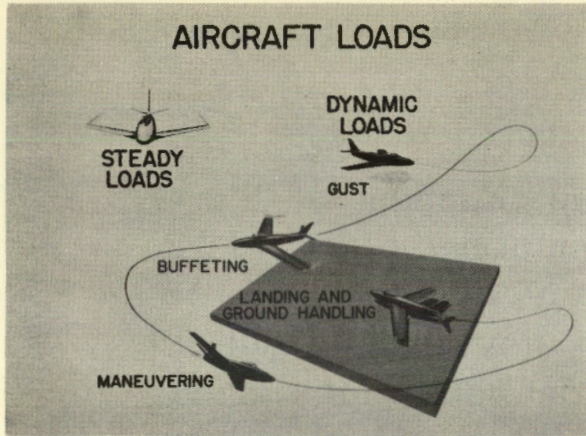 AIRCRAFT LOADS
STEADY
LOADS
DYNAMIC
LOADS
GUST
BUFFETING
LANDING AND
GROUND HANDLING
MANEUVERING